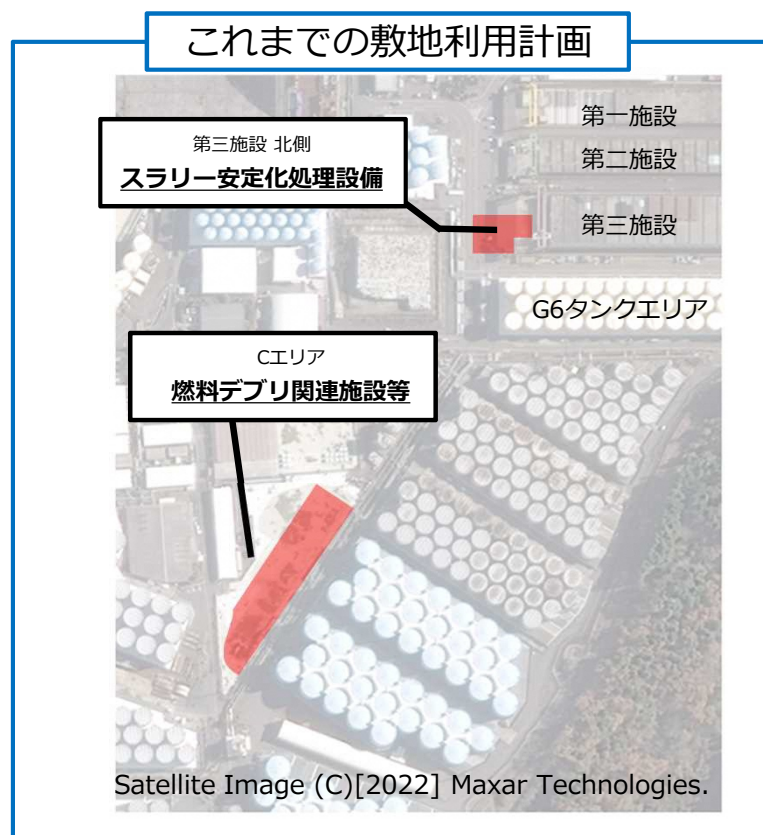 これまでの敷地利用計画
第一施設
第三施設 北側
スラリー安定化処理設備
第二施設
第三施設
G6タンクエリア
Cエリア
燃料デブリ関連施設等
Satellite Image (C)[2022] Maxar Technologies.